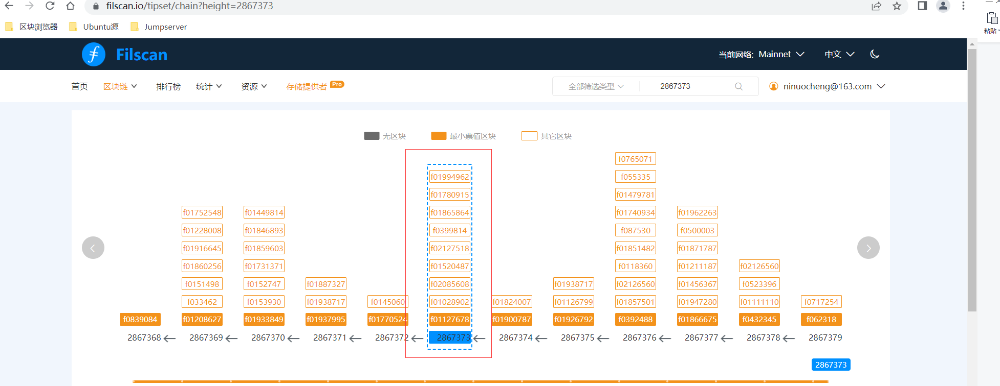 filscan.io/tipset/chain?height=2867373
区块浏览器 Ubuntu源 Jumpserver
粘贴
Filscan 当前网络: Mainnet 中文
首页 区块链 排行榜 统计 资源 存储提供者 Pro 全部筛选类型 2867373 ninuocheng@163.com
无区块 最小票值区块 其它区块
f0765071
f01994962 f055335
f01780915 f01479781
f01752548 f01449814 f01865864 f01740934 f01962263
f01228008 f01846893 f0399814 f087530 f0500003
f01916645 f01859603 f02127518 f01851482 f01871787
f01860256 f01731371 f01520487 f0118360 f01211187 f02126560
f0151498 f0152747 f01887327 f02085608 f01938717 f02126560 f01456367 f0523396
f033462 f0153930 f01938717 f0145060 f01028902 f01824007 f01126799 f01857501 f01947280 f01111110 f0717254
f0839084 f01208627 f01933849 f01937995 f01770524 f01127678 f01900787 f01926792 f0392488 f01866675 f0432345 f062318
2867368 2867369 2867370 2867371 2867372 2867373 2867374 2867375 2867376 2867377 2867378 2867379
2867373